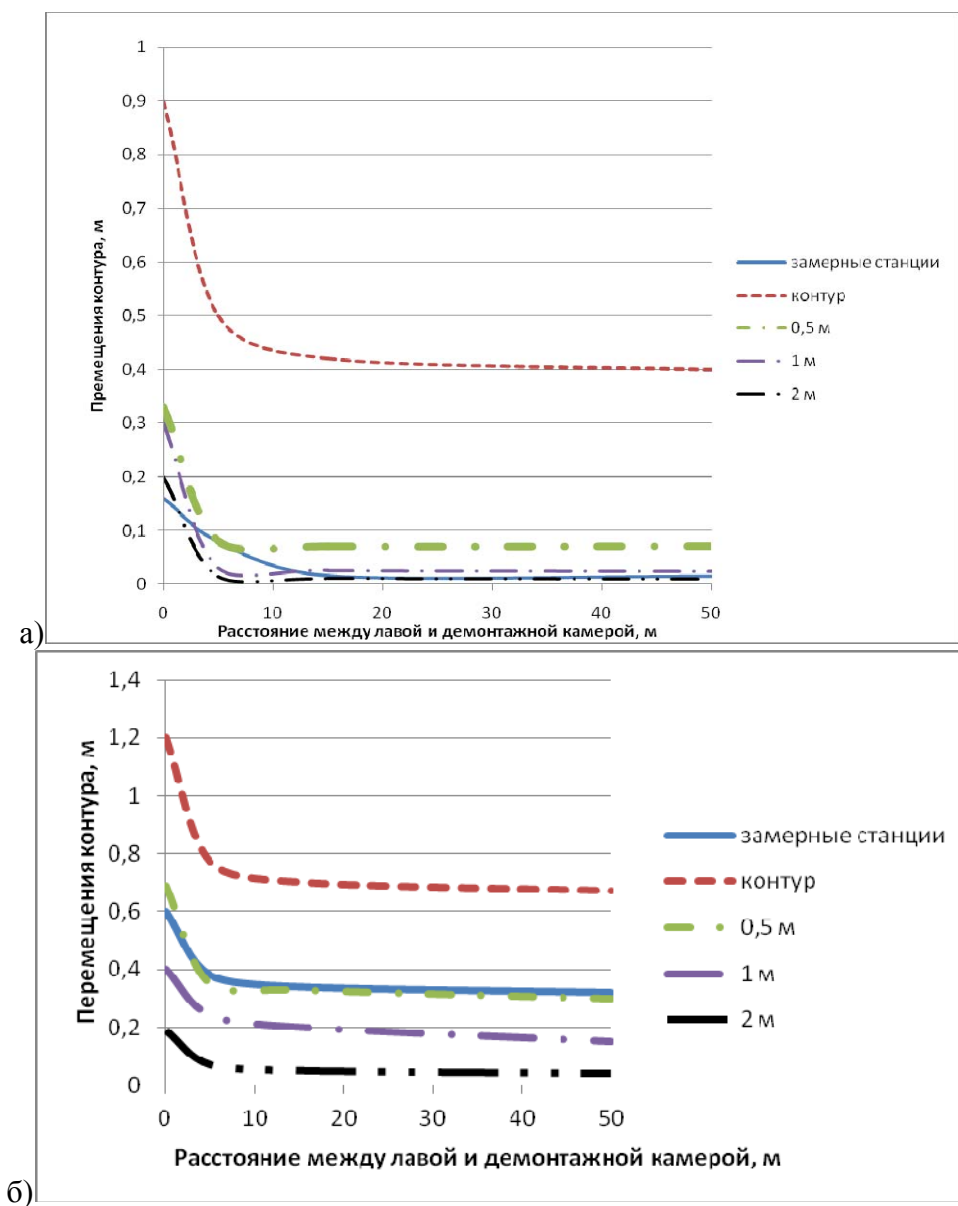 1
0,9
0,8
0,7
0,6
0,5
0,4
0,3
0,2
0,1
0
Премещения контура, м
0 10 20 30 40 50
Расстояние между лавой и демонтажной камерой, м
замерные станции
контур
0,5 м
1 м
2 м
а)
1,4
1,2
1
0,8
0,6
0,4
0,2
0
Перемещения контура, м
0 10 20 30 40 50
Расстояние между лавой и демонтажной камерой, м
замерные станции
контур
0,5 м
1 м
2 м
б)